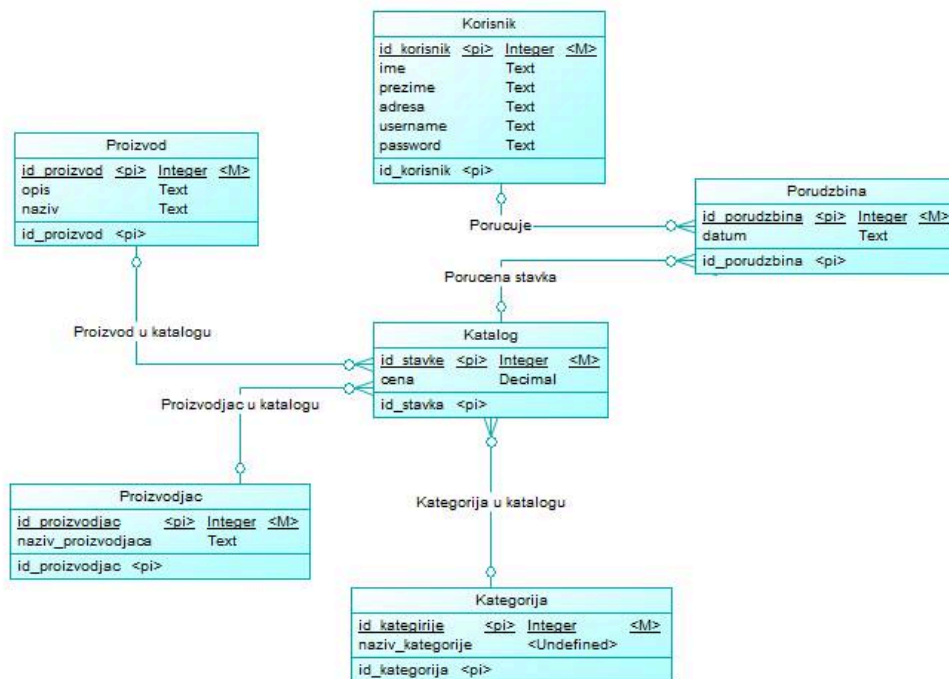 Korisnik
id_korisnik <pi> Integer <M>
ime Text
prezime Text
adresa Text
username Text
password Text
id_korisnik <pi>
Proizvod
id_proizvod <pi> Integer <M>
opis Text
naziv Text
id_proizvod <pi>
Porudzbina
id_porudzbina <pi> Integer <M>
datum Text
id_porudzbina <pi>
Porucuje
Porucena stavka
Proizvod u katalogu
Katalog
id_stavke <pi> Integer <M>
cena Decimal
id_stavka <pi>
Proizvodjac u katalogu
Proizvodjac
id_proizvodjac <pi> Integer <M>
naziv_proizvodjaca Text
id_proizvodjac <pi>
Kategorija u katalogu
Kategorija
id_kategirije <pi> Integer <M>
naziv_kategorije <Undefined>
id_kategorija <pi>